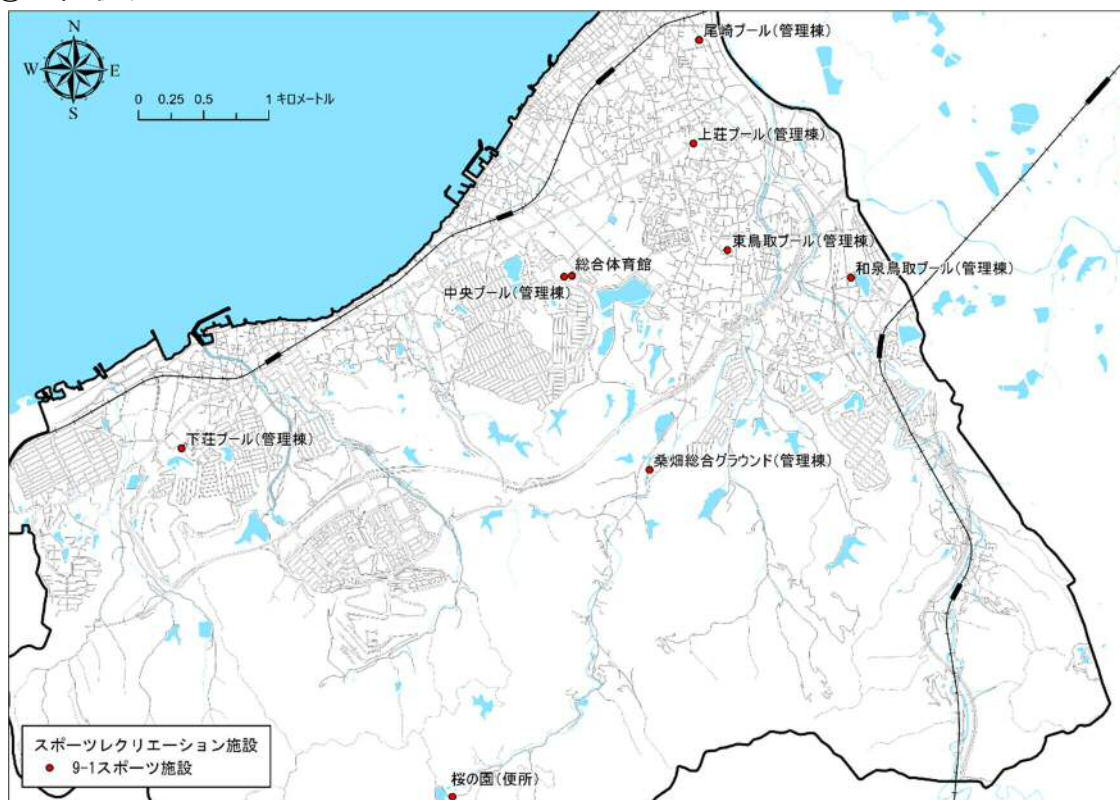 N
W
E
S
0 0.25 0.5 1 キロメートル
尾崎プール(管理棟)
上荘プール(管理棟)
東鳥取プール(管理棟)
総合体育館
中央プール(管理棟)
和泉鳥取プール(管理棟)
下荘プール(管理棟)
桑畑総合グラウンド(管理棟)
スポーツレクリエーション施設
9-1スポーツ施設
桜の園(便所)